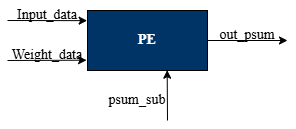 Input_data
PE
out_psum
Weight_data
psum_sub